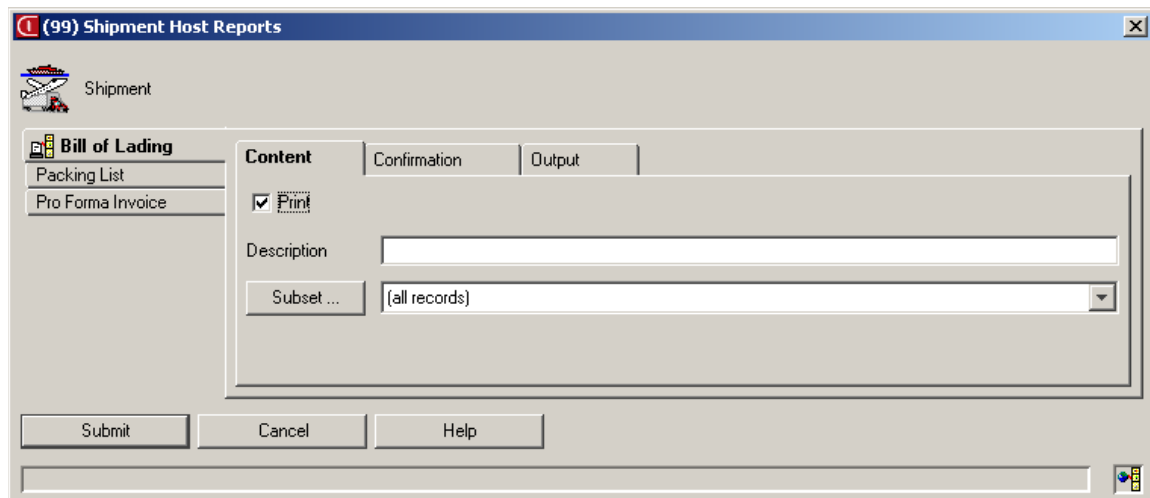 (99) Shipment Host Reports
Shipment
Bill of Lading
Packing List
Pro Forma Invoice
Content Confirmation Output
Print
Description
Subset ... (all records)
Submit Cancel Help